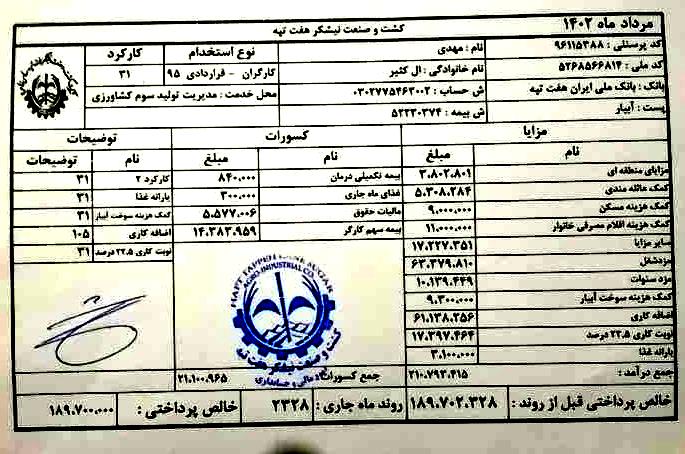 مرداد ماه ۱۴۰۲
کشت و صنعت نیشکر هفت تپه
کد پرسنلی : ۹۶۱۱۵۳۸۸
نام : مهدی
نوع استخدام
کارکرد
کد ملی : ۵۲۶۸۵۶۶۸۱۴
نام خانوادگی : ال کثیر
کارگران - قراردادی ۹۵
۳۱
بانک : بانک ملی ایران هفت تپه
ش حساب : ۰۳۰۲۷۷۵۴۶۳۰۰۲
محل خدمت : مدیریت تولید سوم کشاورزی
پست : آبیار
ش بیمه : ۵۲۲۳۰۳۷۴
مزایا
کسورات
توضیحات
نام
مبلغ
نام
مبلغ
نام
توضیحات
مزایای منطقه ای
۳.۸۰۲.۸۰۱
بیمه تکمیلی درمان
۸۴۰.۰۰۰
کارکرد ۲
۳۱
کمک عائله مندی
۵.۳۰۸.۲۸۴
غذای ماه جاری
۳۰۰.۰۰۰
یارانه غذا
۳۱
کمک هزینه مسکن
۹.۰۰۰.۰۰۰
مالیات حقوق
۵.۵۷۷.۰۰۶
کمک هزینه سوخت آبیار
۳۱
کمک هزینه اقلام مصرفی خانوار
۱۱.۰۰۰.۰۰۰
بیمه سهم کارگر
۱۴.۳۸۳.۹۵۹
اضافه کاری
۱۰۵
سایر مزایا
۱۷.۲۲۷.۳۵۱
نوبت کاری ۲۲.۵ درصد
۳۱
مزدشغل
۶۳.۳۷۹.۸۱۰
مزد سنوات
۱۰.۱۳۹.۴۴۹
کمک هزینه سوخت آبیار
۹.۳۰۰.۰۰۰
اضافه کاری
۶۱.۱۳۸.۲۵۶
نوبت کاری ۲۲.۵ درصد
۱۷.۳۹۷.۴۶۴
یارانه غذا
۳.۱۰۰.۰۰۰
HAFT TAPPEH CANE SUGAR
AGRO-INDUSTRIAL CO.
کشت و صنعت نیشکر هفت تپه
مالی و حسابداری
جمع درآمد :
۲۱۰.۷۹۳.۴۱۵
جمع کسورات
۲۱.۱۰۰.۹۶۵
خالص پرداختی قبل از روند :
۱۸۹.۷۰۲.۳۲۸
روند ماه جاری :
۲۳۲۸
خالص پرداختی :
۱۸۹.۷۰۰.۰۰۰